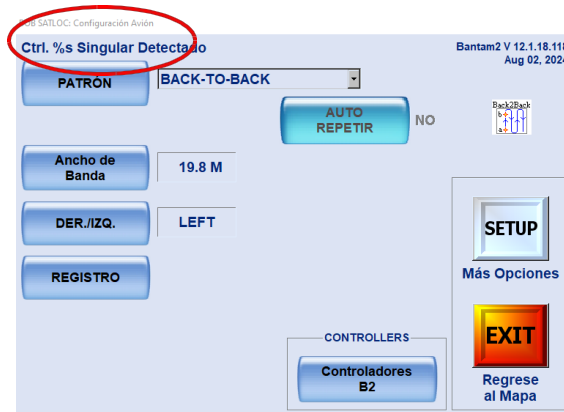 SATLOC: Configuración Avión
Ctrl. %s Singular Detectado
Bantam2 V 12.1.18.118
Aug 02, 2024
PATRÓN
BACK-TO-BACK
AUTO
REPETIR
NO
Back2Back
b
a
Ancho de
Banda
19.8 M
DER./IZQ.
LEFT
REGISTRO
SETUP
Más Opciones
CONTROLLERS
Controladores
B2
EXIT
Regrese
al Mapa